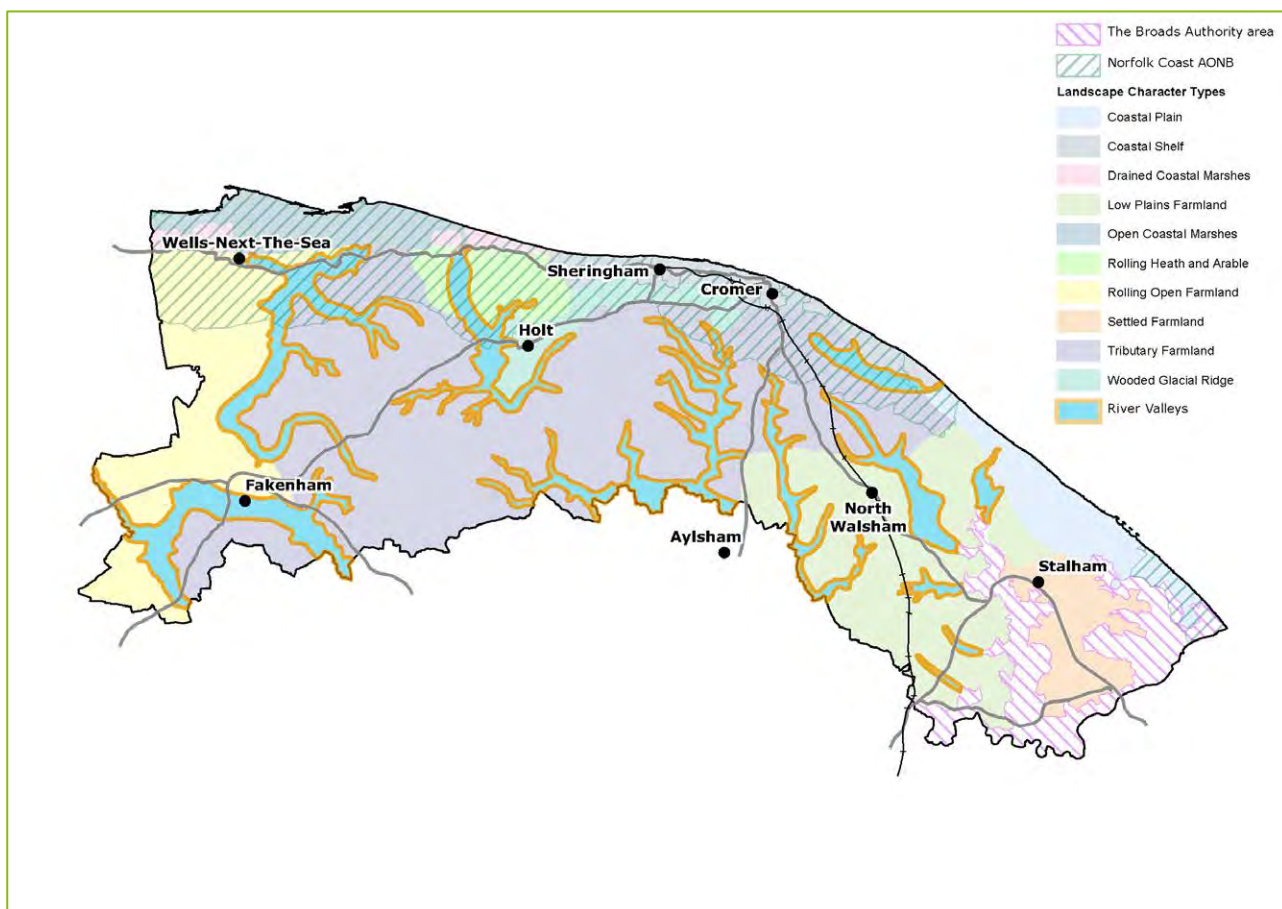 The Broads Authority area
Norfolk Coast AONB
Landscape Character Types
Coastal Plain
Coastal Shelf
Drained Coastal Marshes
Low Plains Farmland
Open Coastal Marshes
Rolling Heath and Arable
Rolling Open Farmland
Settled Farmland
Tributary Farmland
Wooded Glacial Ridge
River Valleys
Wells-Next-The-Sea
Sheringham
Cromer
Holt
Fakenham
North
Walsham
Aylsham
Stalham